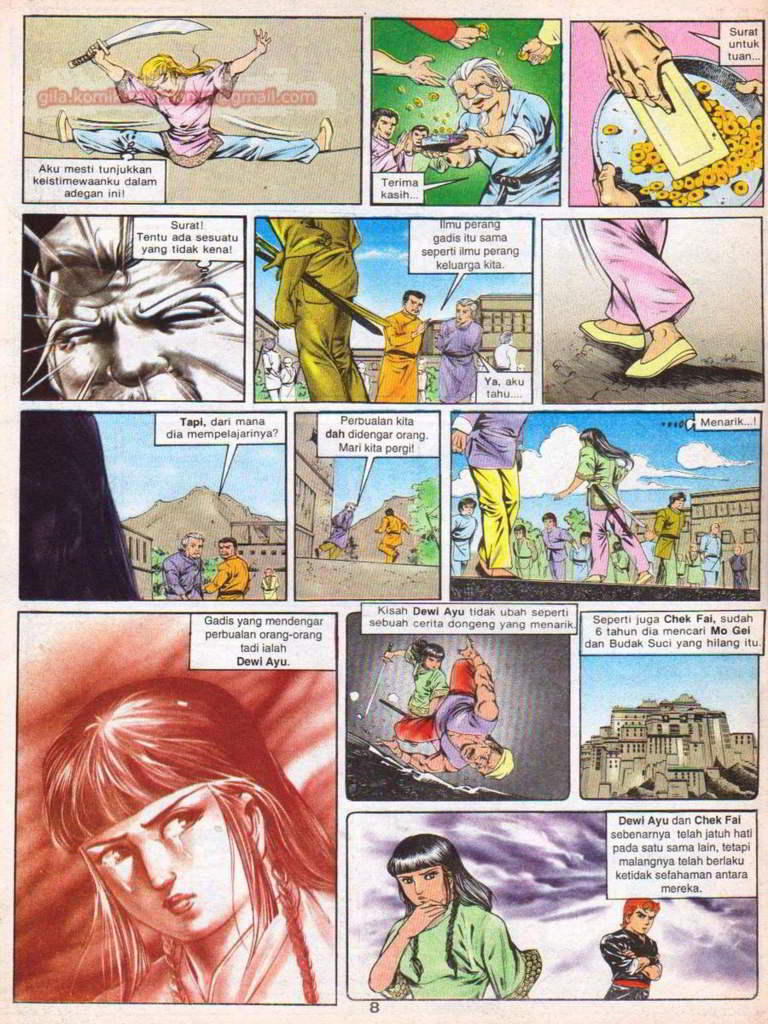 gila.komik
gmail.com
Aku mesti tunjukkan
keistimewaanku dalam
adegan ini!
Terima
kasih...
Surat
untuk
tuan...
Surat!
Tentu ada sesuatu
yang tidak kena!
Ilmu perang
gadis itu sama
seperti ilmu perang
keluarga kita.
Ya, aku
tahu....
Tapi, dari mana
dia mempelajarinya?
Perbualan kita
dah didengar orang.
Mari kita pergi!
Menarik...!
Gadis yang mendengar
perbualan orang-orang
tadi ialah
Dewi Ayu.
Kisah Dewi Ayu tidak ubah seperti
sebuah cerita dongeng yang menarik.
Seperti juga Chek Fai, sudah
6 tahun dia mencari Mo Gei
dan Budak Suci yang hilang itu.
Dewi Ayu dan Chek Fai
sebenarnya telah jatuh hati
pada satu sama lain, tetapi
malangnya telah berlaku
ketidak sefahaman antara
mereka.
8